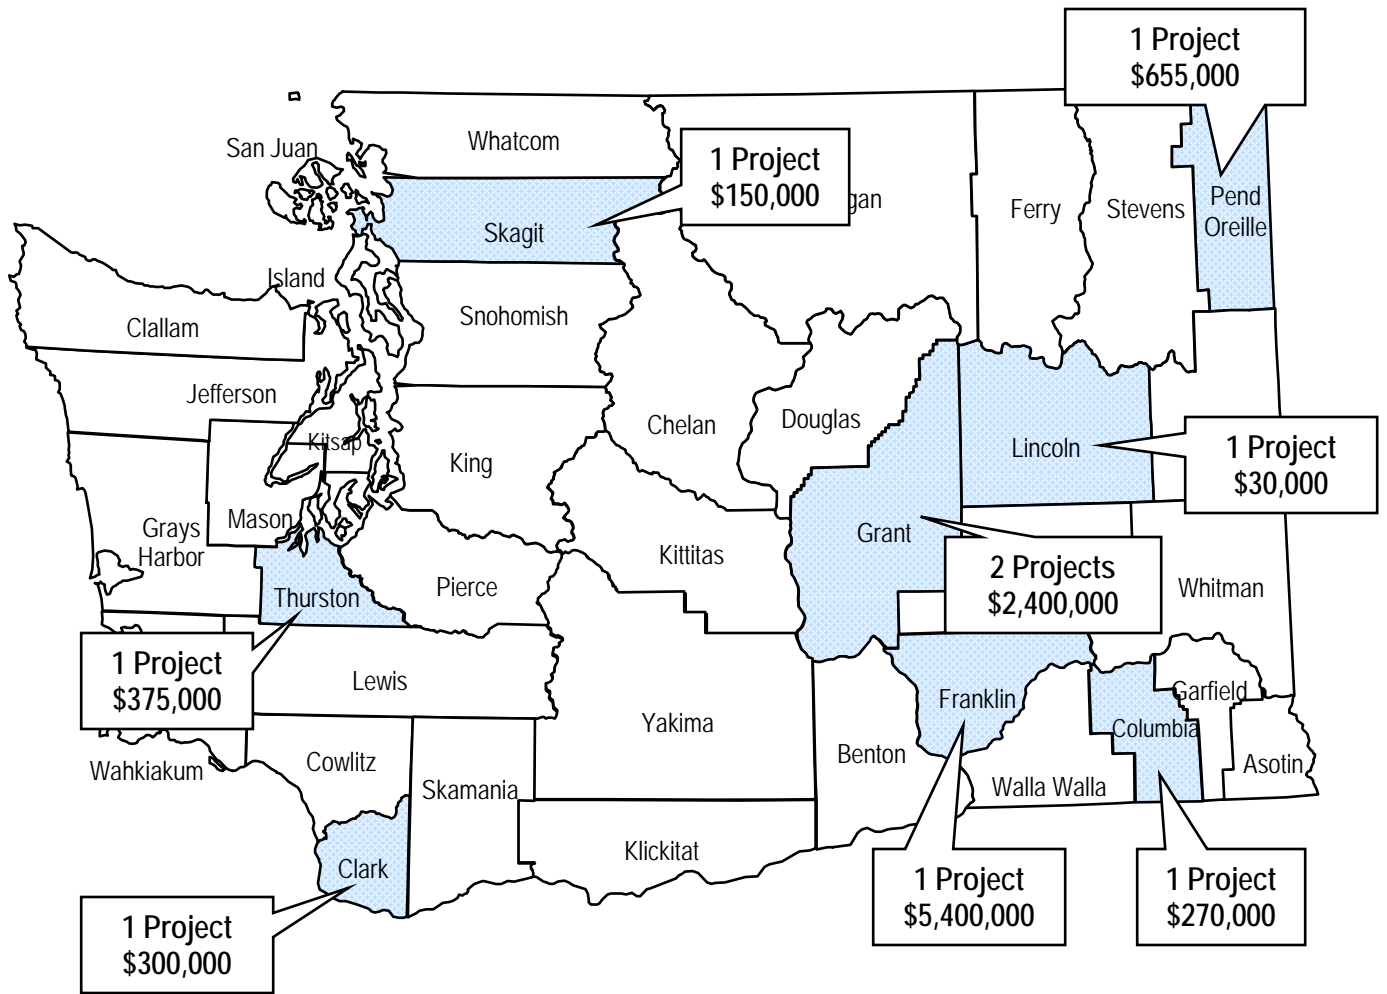 1 Project
$655,000
Whatcom
San Juan
1 Project
$150,000
gan
Ferry
Stevens
Pend
Oreille
Skagit
Island
Snohomish
Clallam
Jefferson
Chelan
Douglas
Kitsap
King
Lincoln
1 Project
$30,000
Mason
Grays
Harbor
Grant
Kittitas
2 Projects
$2,400,000
Whitman
Pierce
Thurston
1 Project
$375,000
Lewis
Yakima
Franklin
Garfield
Columbia
Benton
Wahkiakum
Cowlitz
Skamania
Walla Walla
Asotin
Klickitat
Clark
1 Project
$5,400,000
1 Project
$270,000
1 Project
$300,000